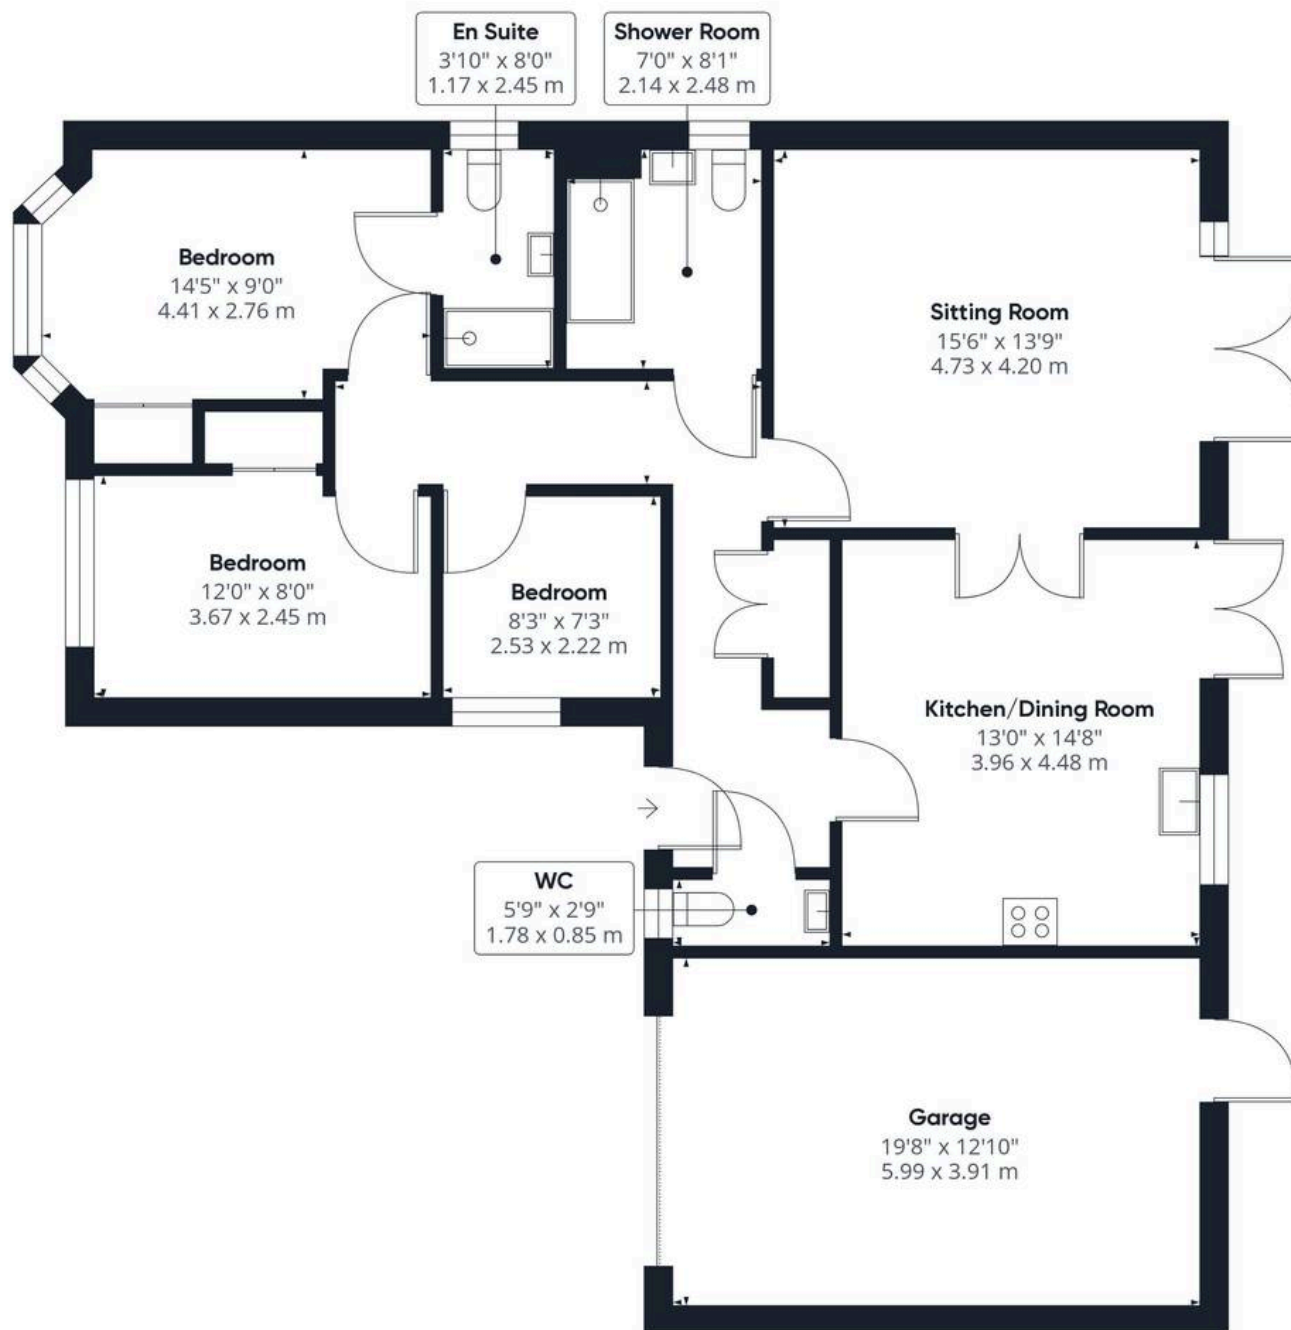 En Suite
3'10" x 8'0"
1.17 x 2.45 m
Shower Room
7'0" x 8'1"
2.14 x 2.48 m
Bedroom
14'5" x 9'0"
4.41 x 2.76 m
Sitting Room
15'6" x 13'9"
4.73 x 4.20 m
Bedroom
12'0" x 8'0"
3.67 x 2.45 m
Bedroom
8'3" x 7'3"
2.53 x 2.22 m
Kitchen/Dining Room
13'0" x 14'8"
3.96 x 4.48 m
WC
5'9" x 2'9"
1.78 x 0.85 m
Garage
19'8" x 12'10"
5.99 x 3.91 m